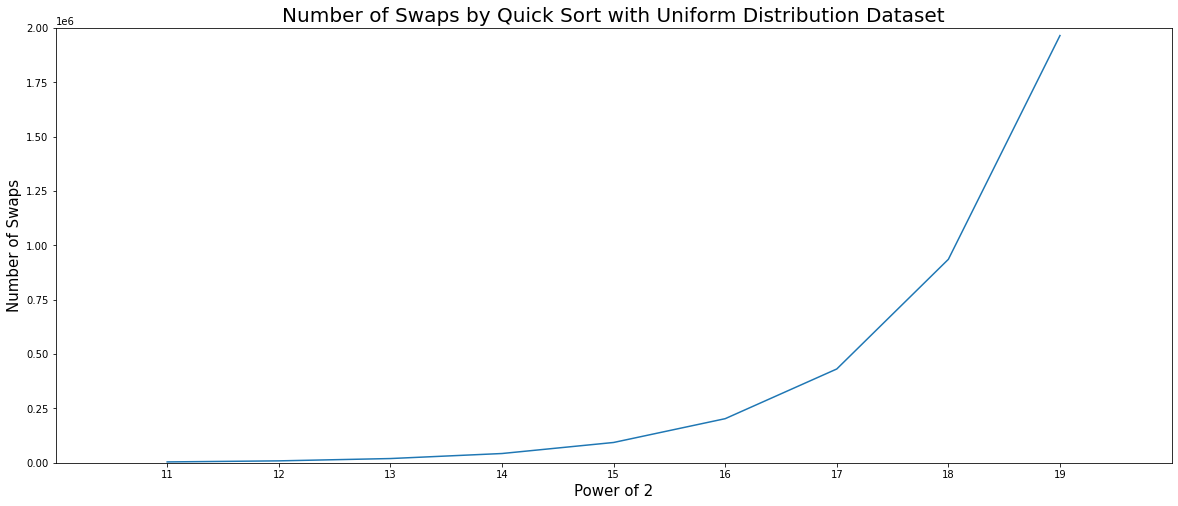 Number of Swaps by Quick Sort with Uniform Distribution Dataset
1e6
2.00
1.75
1.50
1.25
1.00
0.75
0.50
0.25
0.00
Number of Swaps
11 12 13 14 15 16 17 18 19
Power of 2